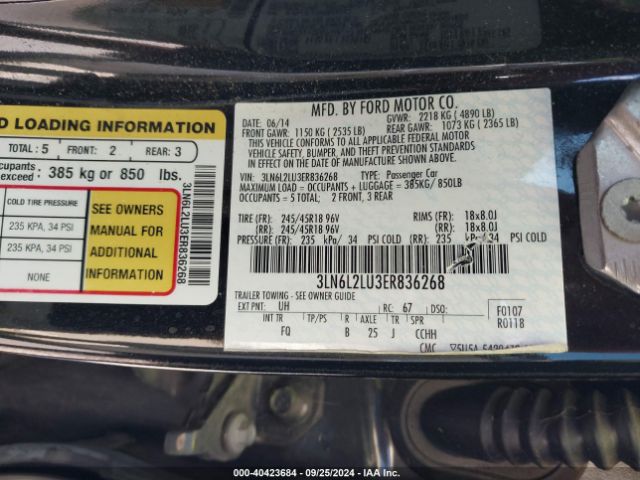 D LOADING INFORMATION
TOTAL: 5 FRONT: 2 REAR: 3
cupants exceed: 385 kg or 850 lbs.
COLD TIRE PRESSURE
235 KPA, 34 PSI
235 KPA, 34 PSI
NONE
SEE OWNERS
MANUAL FOR
ADDITIONAL
INFORMATION
3LN6L2LU3ER836268
MFD. BY FORD MOTOR CO.
DATE: 06/14 GVWR: 2218 KG ( 4890 LB)
FRONT GAWR: 1150 KG ( 2535 LB) REAR GAWR: 1073 KG ( 2365 LB)
THIS VEHICLE CONFORMS TO ALL APPLICABLE FEDERAL MOTOR
VEHICLE SAFETY, BUMPER, AND THEFT PREVENTION STANDARDS IN
EFFECT ON THE DATE OF MANUFACTURE SHOWN ABOVE.
VIN: 3LN6L2LU3ER836268 TYPE: Passenger Car
MAXIMUM LOAD = OCCUPANTS + LUGGAGE = 385KG/ 850LB
OCCUPANTS = 5 TOTAL; 2 FRONT, 3 REAR
TIRE (FR): 245/45R18 96V RIMS (FR): 18x8.0J
(RR): 245/45R18 96V (RR): 18x8.0J
PRESSURE (FR): 235 kPa/ 34 PSI COLD (RR): 235 kPa/ 34 PSI COLD
3LN6L2LU3ER836268
TRAILER TOWING - SEE OWNER GUIDE
EXT PNT: UH RC: 67 DSO: F0107
INT TR TP/PS R AXLE TR SPR R0118
FQ B 25 J CCHH
CMC
000-40423684 - 09/25/2024 - IAA Inc.